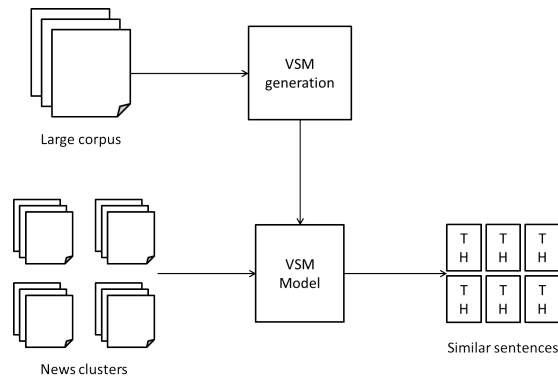 VSM
generation
Large corpus
VSM
Model
T T T
H H H
T T T
H H H
News clusters
Similar sentences